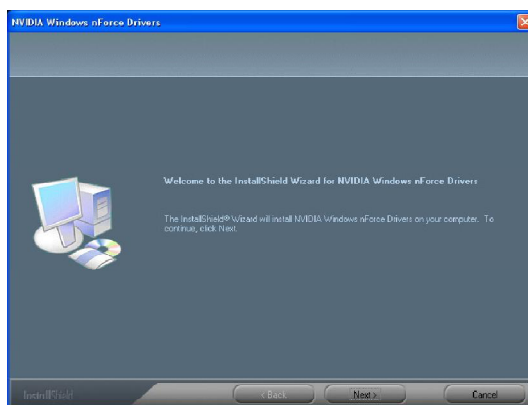 NVIDIA Windows nForce Drivers
Welcome to the InstallShield Wizard for NVIDIA Windows nForce Drivers
The InstallShield® Wizard will install NVIDIA Windows nForce Drivers on your computer. To
continue, click Next.
InstallShield
< Back
Next >
Cancel